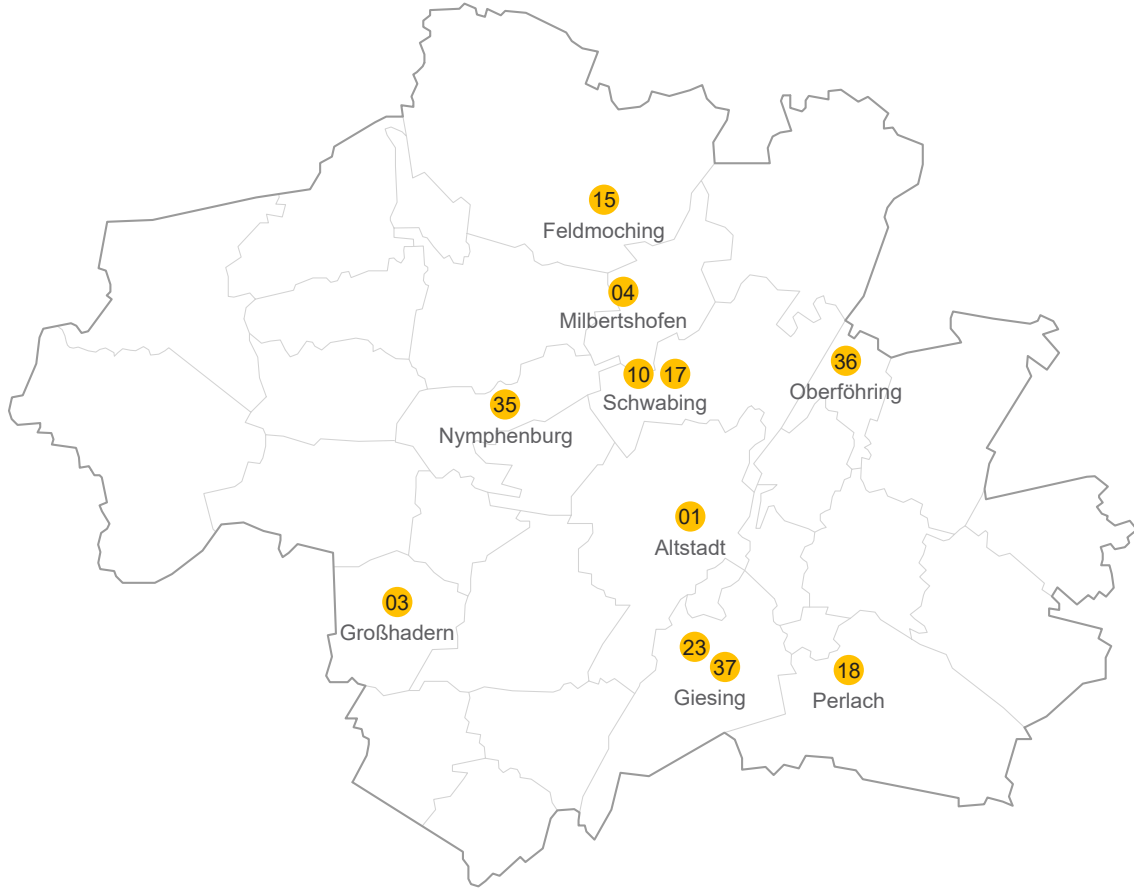 15
Feldmoching
04
Milbertshofen
36
Oberföhring
10 17
Schwabing
35
Nymphenburg
01
Altstadt
03
Großhadern
23
37
Giesing
18
Perlach